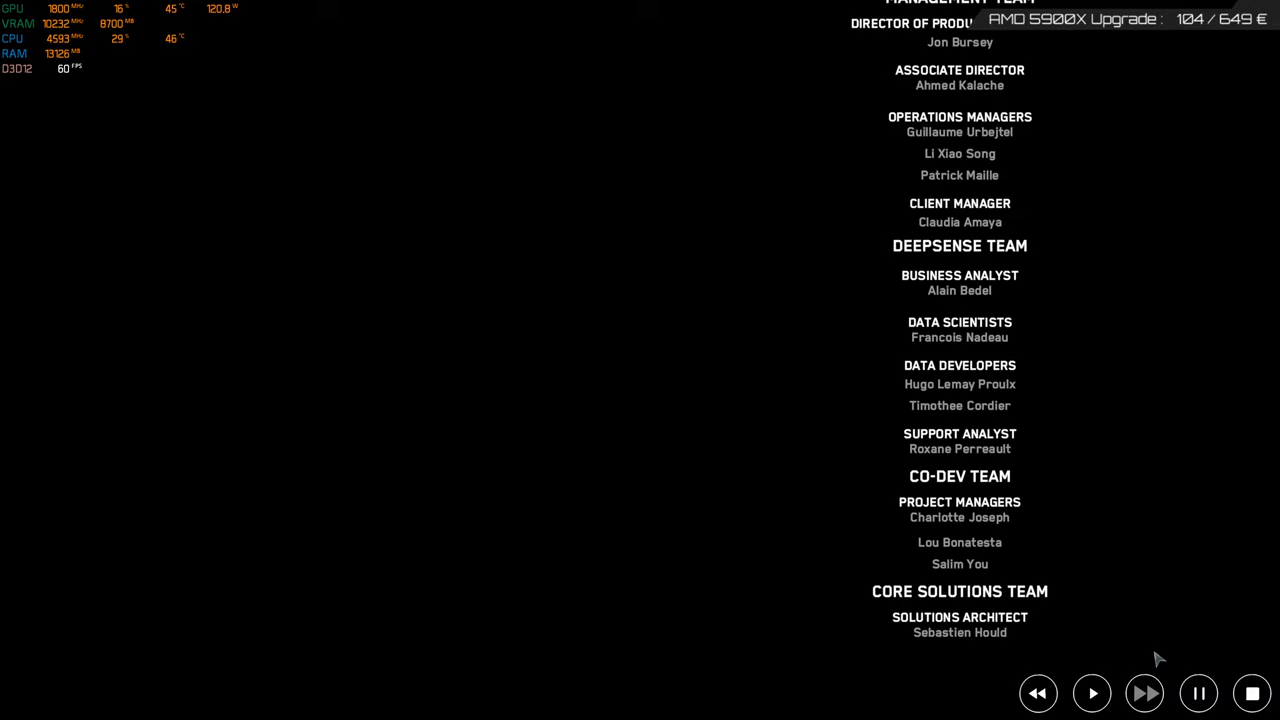 GPU 1800 MHz 16 % 45 °C 120.8 W
VRAM 10232 MHz 8700 MB
CPU 4593 MHz 29 % 46 °C
RAM 13126 MB
D3D12 60 FPS
AMD 5900X Upgrade : 104 / 649 €
MANAGEMENT TEAM
DIRECTOR OF
Jon Bursey
ASSOCIATE DIRECTOR
Ahmed Kalache
OPERATIONS MANAGERS
Guillaume Urbejtel
Li Xiao Song
Patrick Maille
CLIENT MANAGER
Claudia Amaya
DEEPSENSE TEAM
BUSINESS ANALYST
Alain Bedel
DATA SCIENTISTS
Francois Nadeau
DATA DEVELOPERS
Hugo Lemay Proulx
Timothee Cordier
SUPPORT ANALYST
Roxane Perreault
CO-DEV TEAM
PROJECT MANAGERS
Charlotte Joseph
Lou Bonatesta
Salim You
CORE SOLUTIONS TEAM
SOLUTIONS ARCHITECT
Sebastien Hould